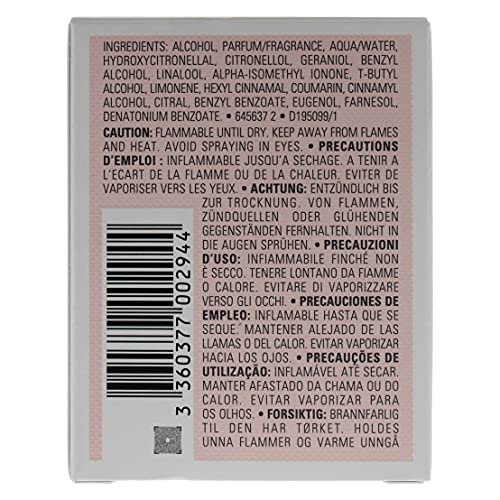 INGREDIENTS: ALCOHOL, PARFUM/FRAGRANCE, AQUA/WATER,
HYDROXYCITRONELLAL, CITRONELLOL, GERANIOL, BENZYL
ALCOHOL, LINALOOL, ALPHA-ISOMETHYL IONONE, T-BUTYL
ALCOHOL, LIMONENE, HEXYL CINNAMAL, COUMARIN, CINNAMYL
ALCOHOL, CITRAL, BENZYL BENZOATE, EUGENOL, FARNESOL,
DENATONIUM BENZOATE. • 645637 2 • D195099/1
CAUTION: FLAMMABLE UNTIL DRY. KEEP AWAY FROM FLAMES
AND HEAT. AVOID SPRAYING IN EYES. • PRECAUTIONS
D'EMPLOI : INFLAMMABLE JUSQU'A SECHAGE. A TENIR A
L'ECART DE LA FLAMME OU DE LA CHALEUR. EVITER DE
VAPORISER VERS LES YEUX. • ACHTUNG: ENTZÜNDLICH BIS
ZUR TROCKNUNG. VON FLAMMEN,
ZÜNDQUELLEN ODER GLÜHENDEN
GEGENSTÄNDEN FERNHALTEN. NICHT IN
DIE AUGEN SPRÜHEN. • PRECAUZIONI
D'USO: INFIAMMABILE FINCHÉ NON
È SECCO. TENERE LONTANO DA FIAMME
O CALORE. EVITARE DI VAPORIZZARE
VERSO GLI OCCHI. • PRECAUCIONES DE
EMPLEO: INFLAMABLE HASTA QUE SE
SEQUE. MANTENER ALEJADO DE LAS
LLAMAS O DEL CALOR. EVITAR VAPORIZAR
HACIA LOS OJOS. • PRECAUÇÕES DE
UTILIZAÇÃO: INFLAMÁVEL ATÉ SECAR.
MANTER AFASTADO DA CHAMA OU DO
CALOR. EVITAR VAPORIZAR PARA
OS OLHOS. • FORSIKTIG: BRANNFARLIG
TIL DEN HAR TØRKET. HOLDES
UNNA FLAMMER OG VARME UNNGÅ
3 360377 002944